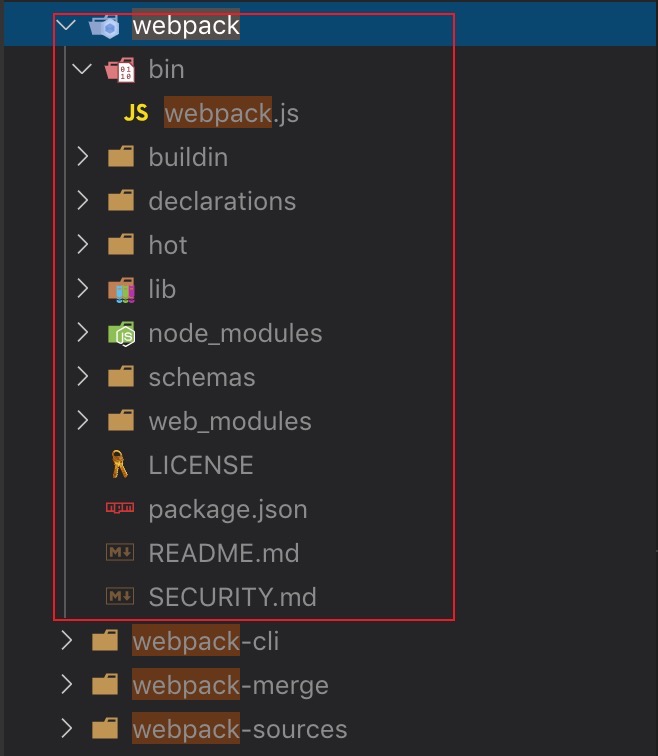 webpack
bin
JS webpack.js
buildin
declarations
hot
lib
node_modules
schemas
web_modules
LICENSE
package.json
README.md
SECURITY.md
webpack-cli
webpack-merge
webpack-sources